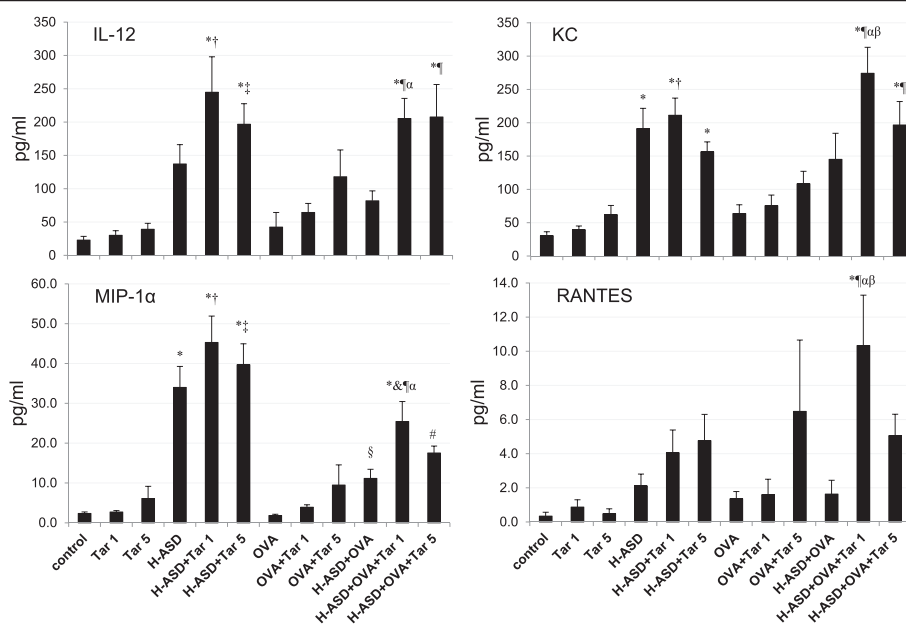 IL-12
pg/ml
350
300
250
200
150
100
50
0
*†
*‡
*¶α
*¶
KC
pg/ml
350
300
250
200
150
100
50
0
*
*†
*
*¶αβ
*¶
MIP-1α
pg/ml
60.0
50.0
40.0
30.0
20.0
10.0
0.0
*
*†
*‡
§
*&¶α
#
control
Tar 1
Tar 5
H-ASD
H-ASD+Tar 1
H-ASD+Tar 5
OVA
OVA+Tar 1
OVA+Tar 5
H-ASD+OVA
H-ASD+OVA+Tar 1
H-ASD+OVA+Tar 5
RANTES
pg/ml
14.0
12.0
10.0
8.0
6.0
4.0
2.0
0.0
*¶αβ
control
Tar 1
Tar 5
H-ASD
H-ASD+Tar 1
H-ASD+Tar 5
OVA
OVA+Tar 1
OVA+Tar 5
H-ASD+OVA
H-ASD+OVA+Tar 1
H-ASD+OVA+Tar 5